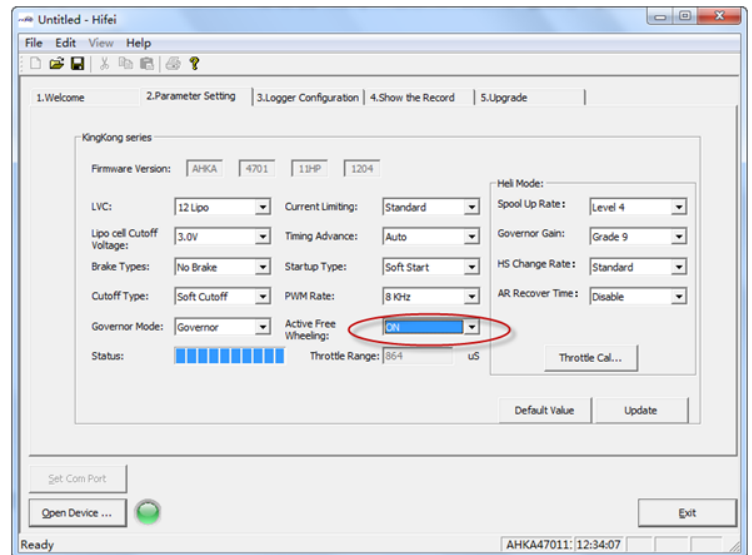 Untitled - Hifei
File Edit View Help
1.Welcome 2.Parameter Setting 3.Logger Configuration 4.Show the Record 5.Upgrade
KingKong series
Firmware Version: AHKA 4701 11HP 1204
Heli Mode:
LVC: 12 Lipo Current Limiting: Standard Spool Up Rate: Level 4
Lipo cell Cutoff Voltage: 3.0V Timing Advance: Auto Governor Gain: Grade 9
Brake Types: No Brake Startup Type: Soft Start HS Change Rate: Standard
Cutoff Type: Soft Cutoff PWM Rate: 8 KHz AR Recover Time: Disable
Governor Mode: Governor Active Free Wheeling: ON
Status: Throttle Range: 864 uS Throttle Cal...
Default Value Update
Set Com Port
Open Device ... Exit
Ready AHKA47011 12:34:07